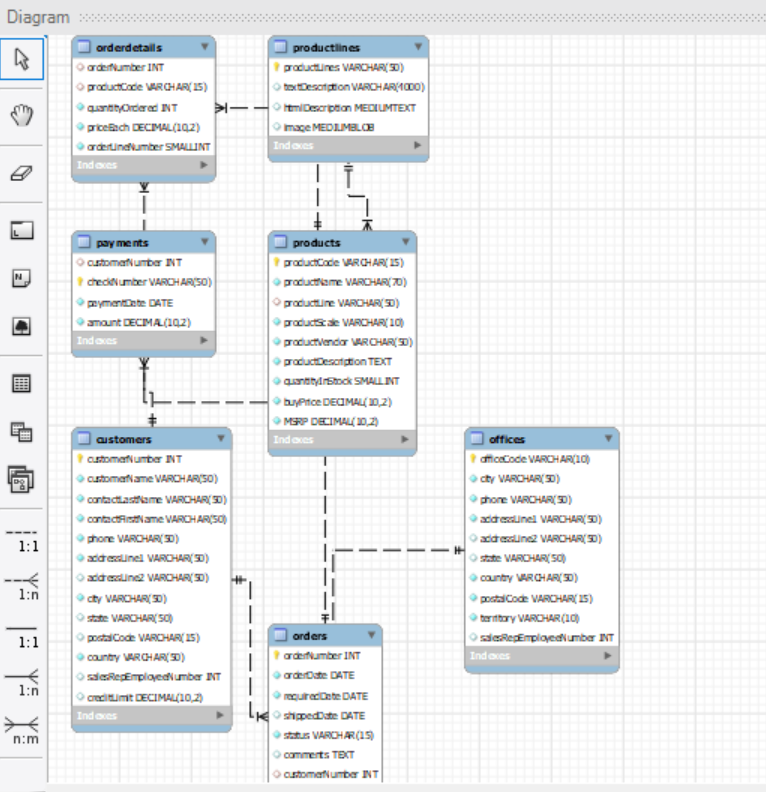 Diagram
orderdetails
orderNumber INT
productCode VARCHAR(15)
quantityOrdered INT
priceEach DECIMAL(10,2)
orderLineNumber SMALLINT
Indexes
productlines
productLines VARCHAR(50)
textDescription VARCHAR(4000)
htmlDescription MEDIUMTEXT
image MEDIUMBLOB
Indexes
payments
customerNumber INT
checkNumber VARCHAR(50)
paymentDate DATE
amount DECIMAL(10,2)
Indexes
products
productCode VARCHAR(15)
productName VARCHAR(70)
productLine VARCHAR(50)
productScale VARCHAR(10)
productVendor VARCHAR(50)
productDescription TEXT
quantityInStock SMALLINT
buyPrice DECIMAL(10,2)
MSRP DECIMAL(10,2)
Indexes
customers
customerNumber INT
customerName VARCHAR(50)
contactLastName VARCHAR(50)
contactFirstName VARCHAR(50)
phone VARCHAR(50)
addressLine1 VARCHAR(50)
addressLine2 VARCHAR(50)
city VARCHAR(50)
state VARCHAR(50)
postalCode VARCHAR(15)
country VARCHAR(50)
salesRepEmployeeNumber INT
creditLimit DECIMAL(10,2)
Indexes
offices
officeCode VARCHAR(10)
city VARCHAR(50)
phone VARCHAR(50)
addressLine1 VARCHAR(50)
addressLine2 VARCHAR(50)
state VARCHAR(50)
country VARCHAR(50)
postalCode VARCHAR(15)
territory VARCHAR(10)
salesRepEmployeeNumber INT
Indexes
orders
orderNumber INT
orderDate DATE
requiredDate DATE
shippedDate DATE
status VARCHAR(15)
comments TEXT
customerNumber INT
N
1:1
1:n
1:1
1:n
n:m